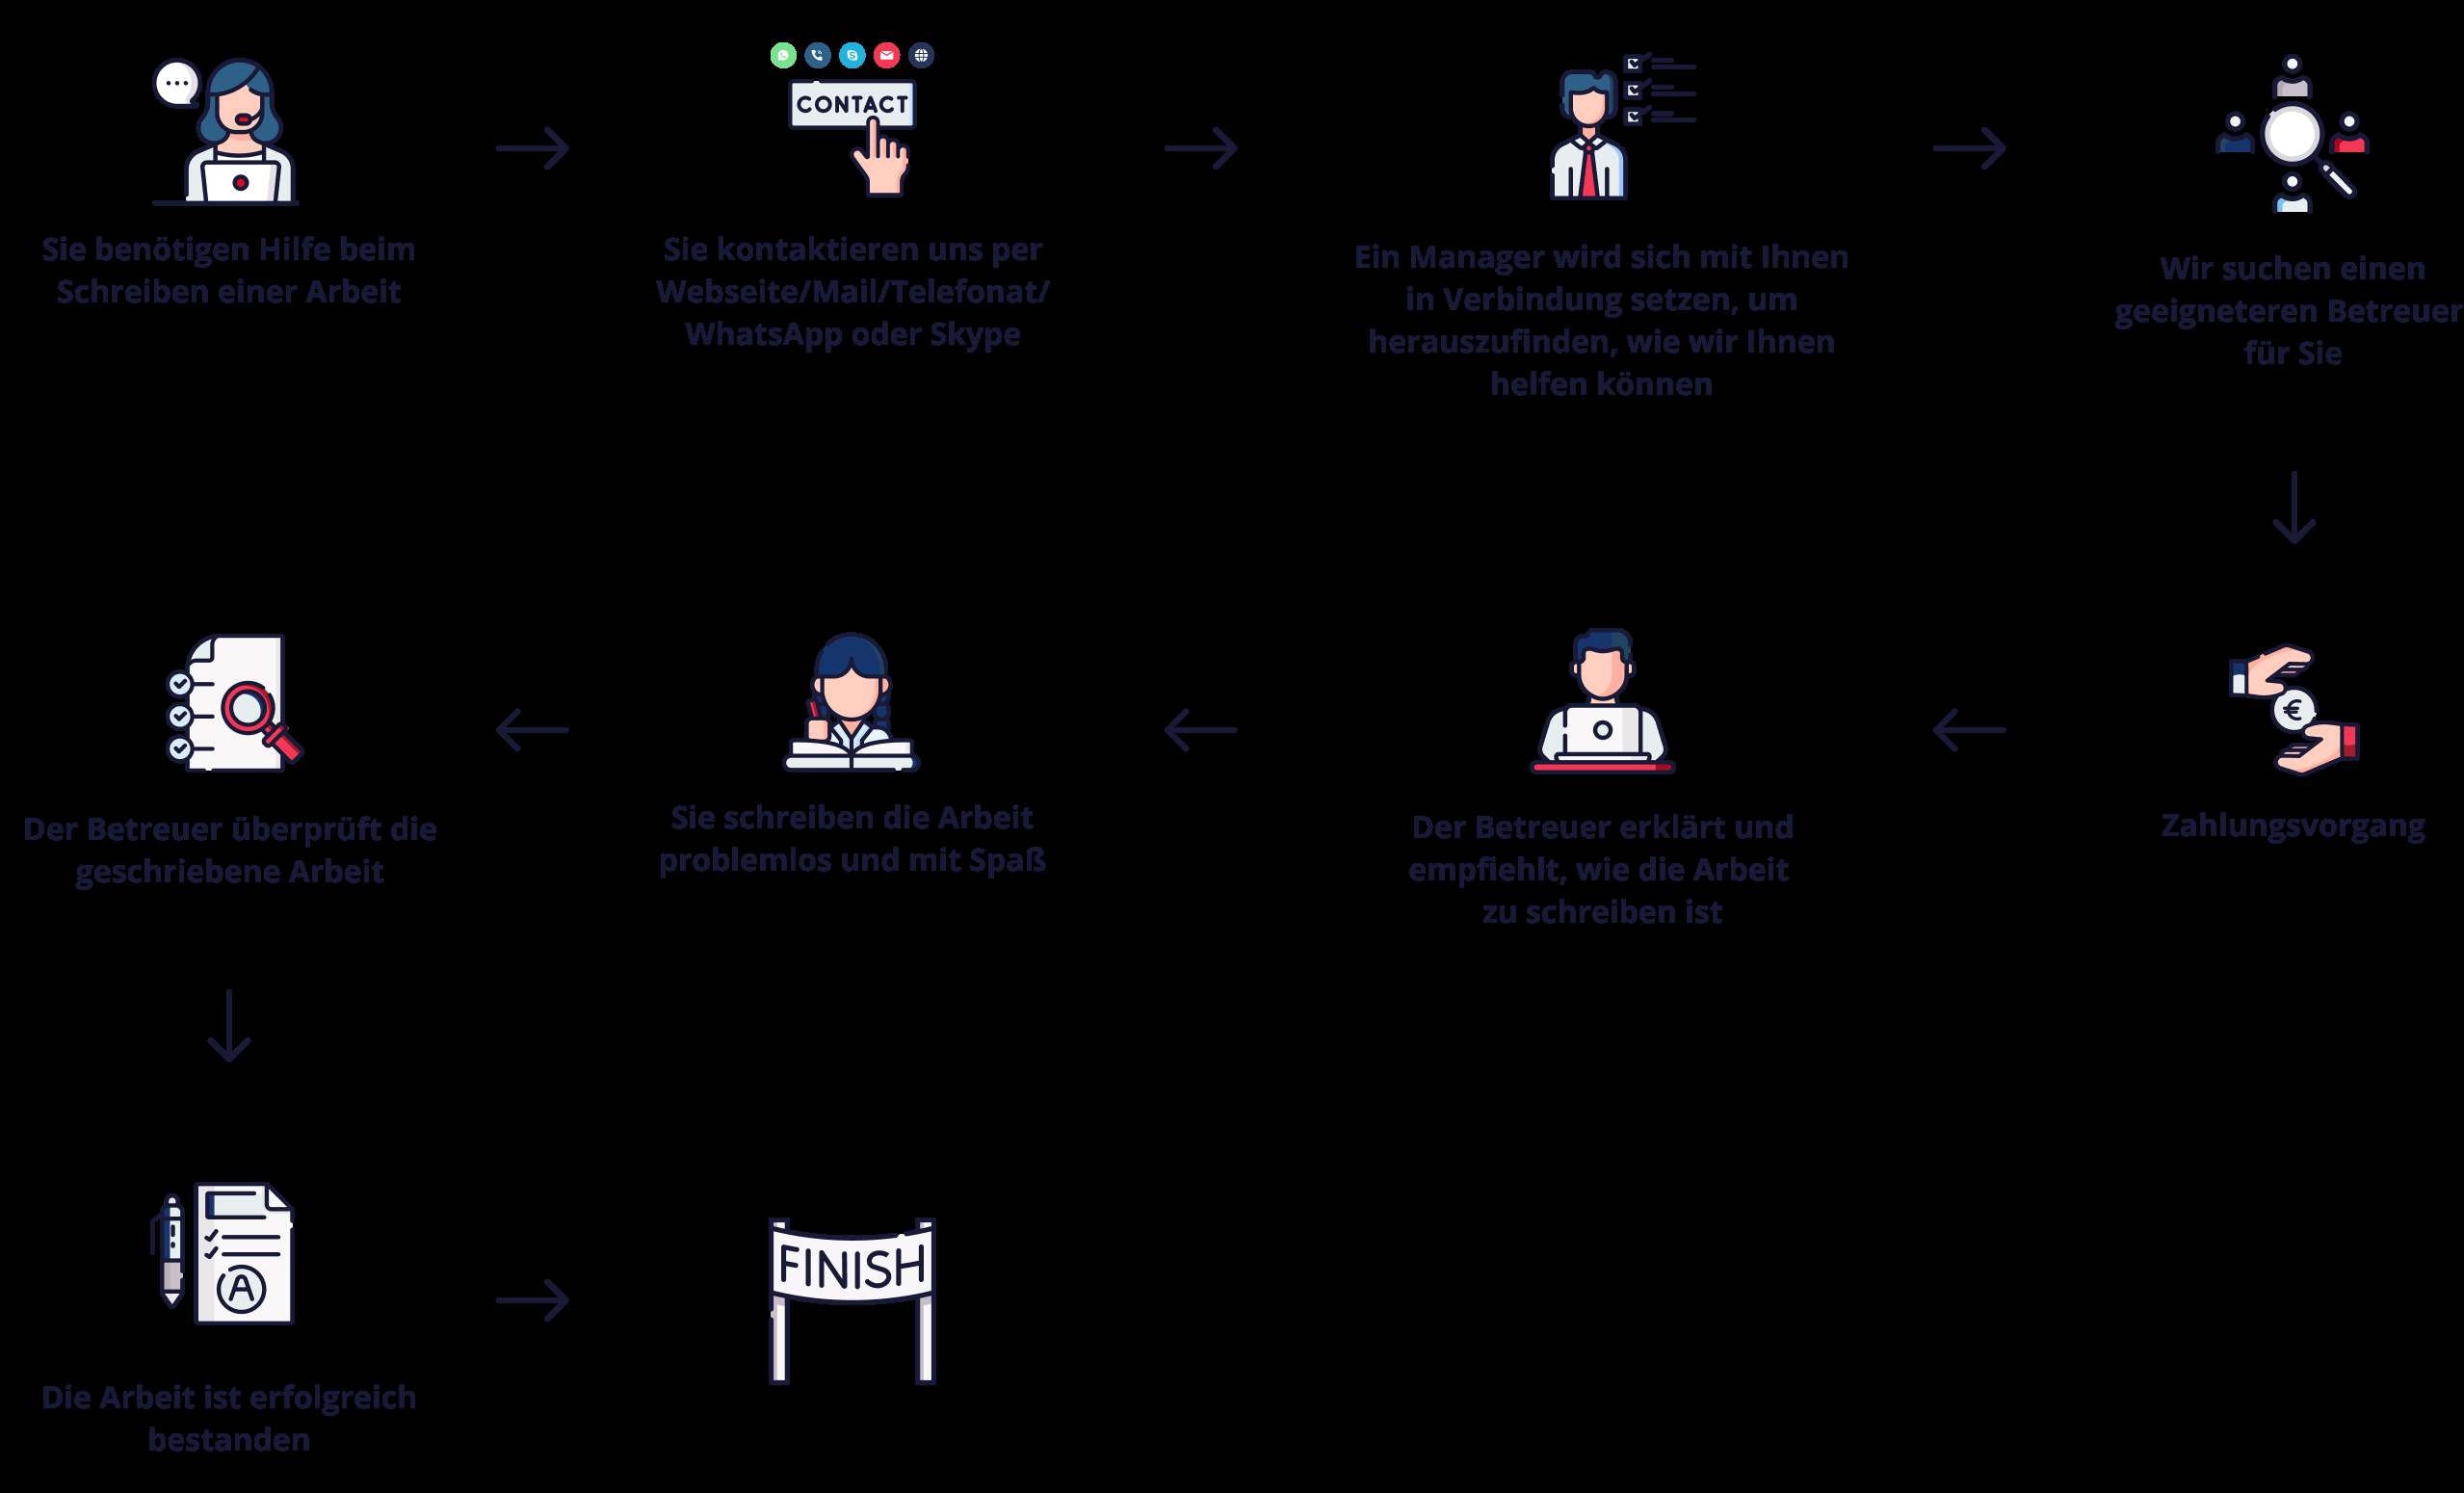 CONTACT
Sie benötigen Hilfe beim
Schreiben einer Arbeit
Sie kontaktieren uns per
Webseite/Mail/Telefonat/
WhatsApp oder Skype
Ein Manager wird sich mit Ihnen
in Verbindung setzen, um
herauszufinden, wie wir Ihnen
helfen können
Wir suchen einen
geeigneteren Betreuer
für Sie
€
Zahlungsvorgang
Der Betreuer erklärt und
empfiehlt, wie die Arbeit
zu schreiben ist
Sie schreiben die Arbeit
problemlos und mit Spaß
Der Betreuer überprüft die
geschriebene Arbeit
A
Die Arbeit ist erfolgreich
bestanden
FINISH